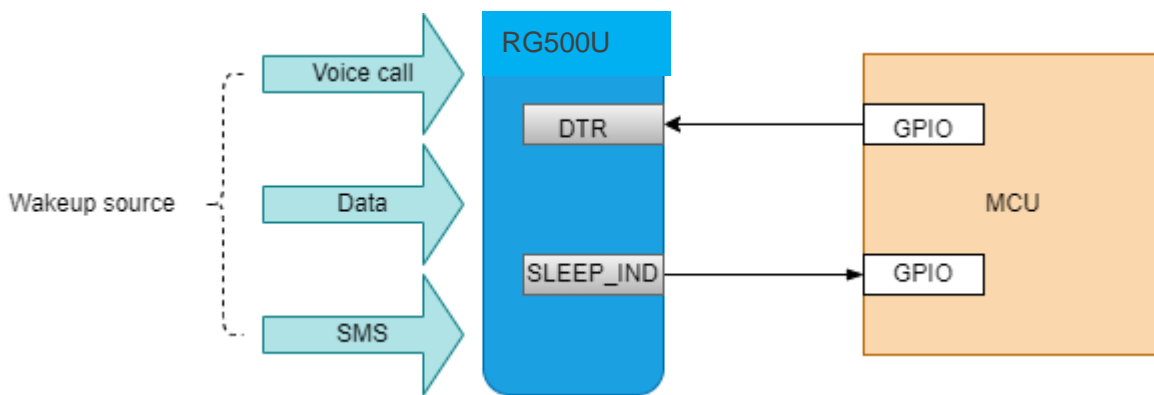 RG500U
Voice call
DTR
GPIO
Wakeup source
Data
MCU
SLEEP_IND
GPIO
SMS